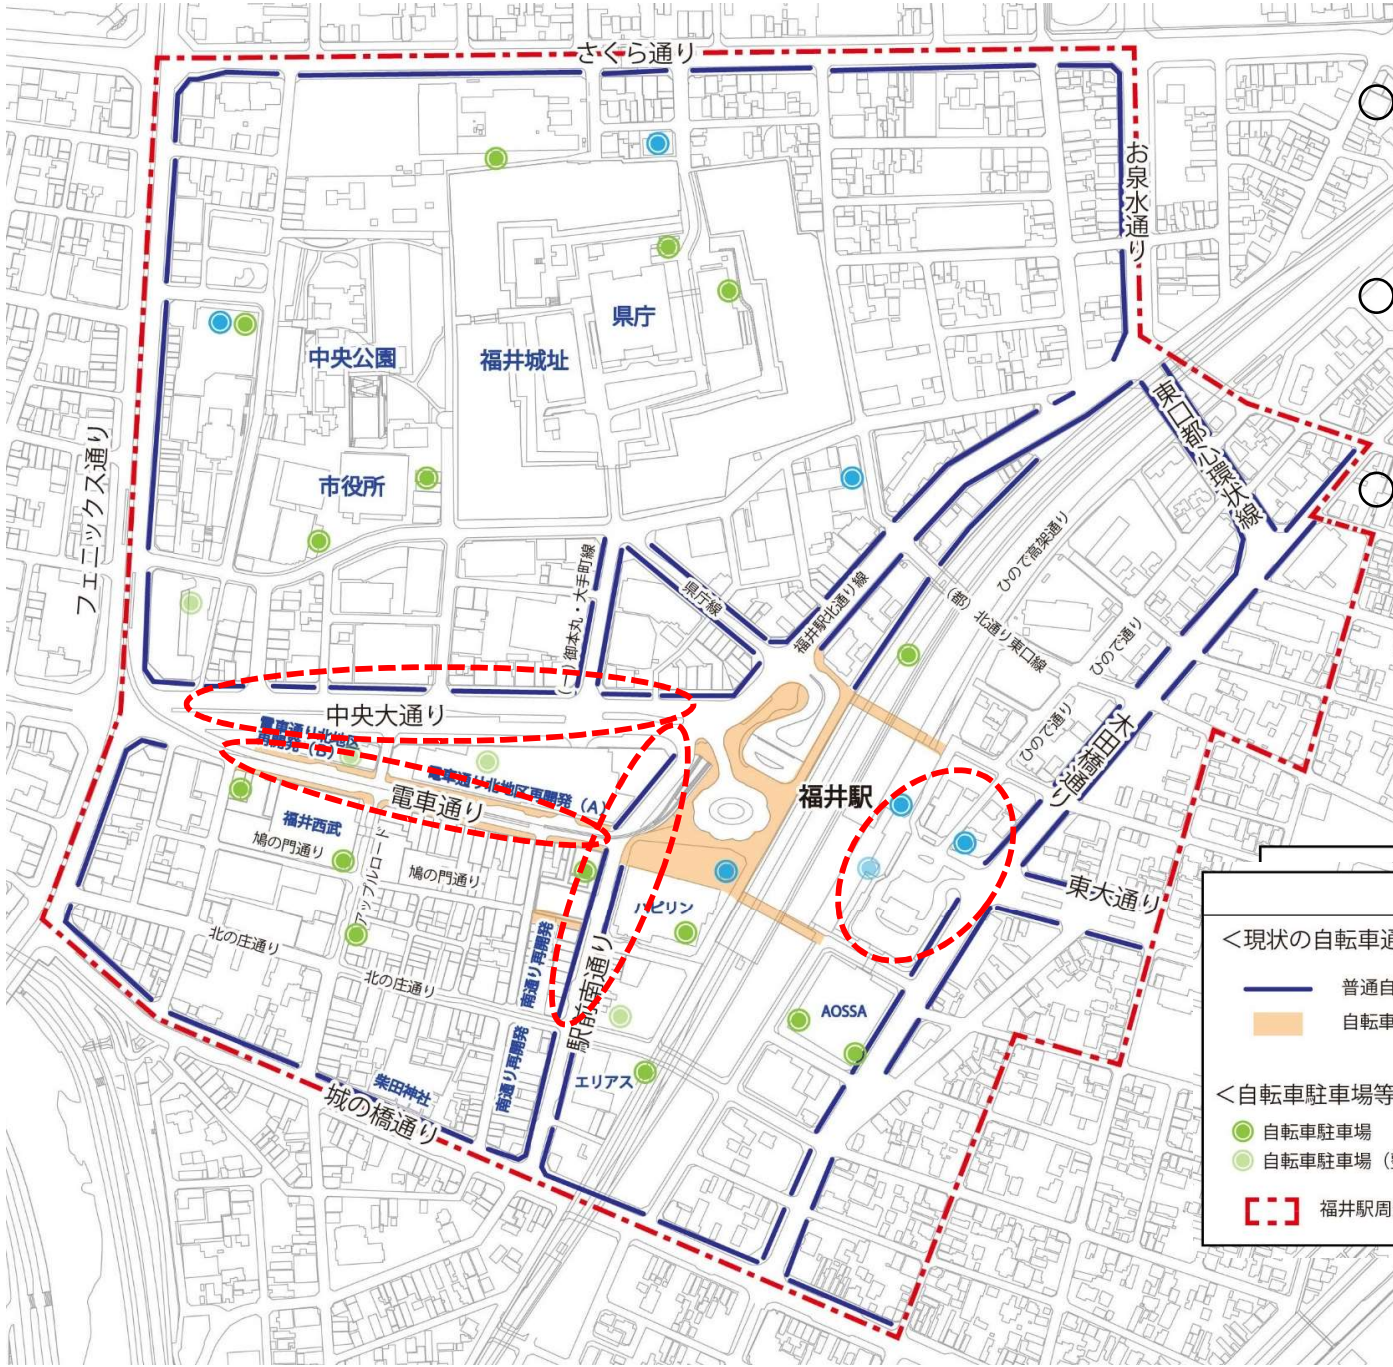 さくら通り
お泉水通り
県庁
中央公園
福井城址
東口都心環状線
フェニックス通り
市役所
ひので高架通り
(都)北通り東口線
福井駅北通り線
県庁線
(二)御本丸・大手町線
ひので通り
ひので通り
木田橋通り
中央大通り
電車通り北地区
再開発(B)
電車通り北地区再開発(A)
電車通り
福井駅
福井西武
鳩の門通り
アップルロード
鳩の門通り
東大通り
ハピリン
北の庄通り
南通り再開発
駅前南通り
北の庄通り
AOSSA
南通り再開発
エリアス
柴田神社
城の橋通り
<現状の自転車通
普通自
自転車
<自転車駐車場等
自転車駐車場
自転車駐車場(
福井駅周